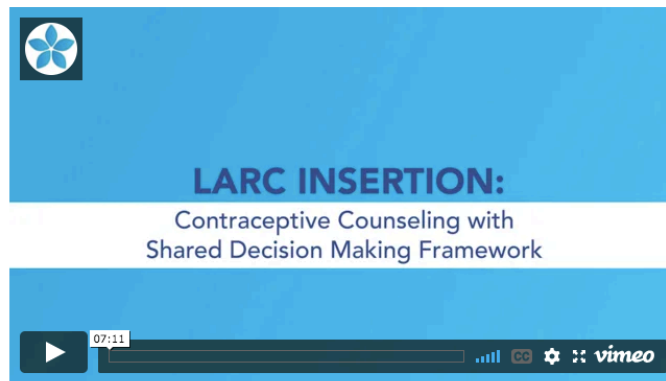 LARC INSERTION:
Contraceptive Counseling with
Shared Decision Making Framework
07:11
CC
vimeo